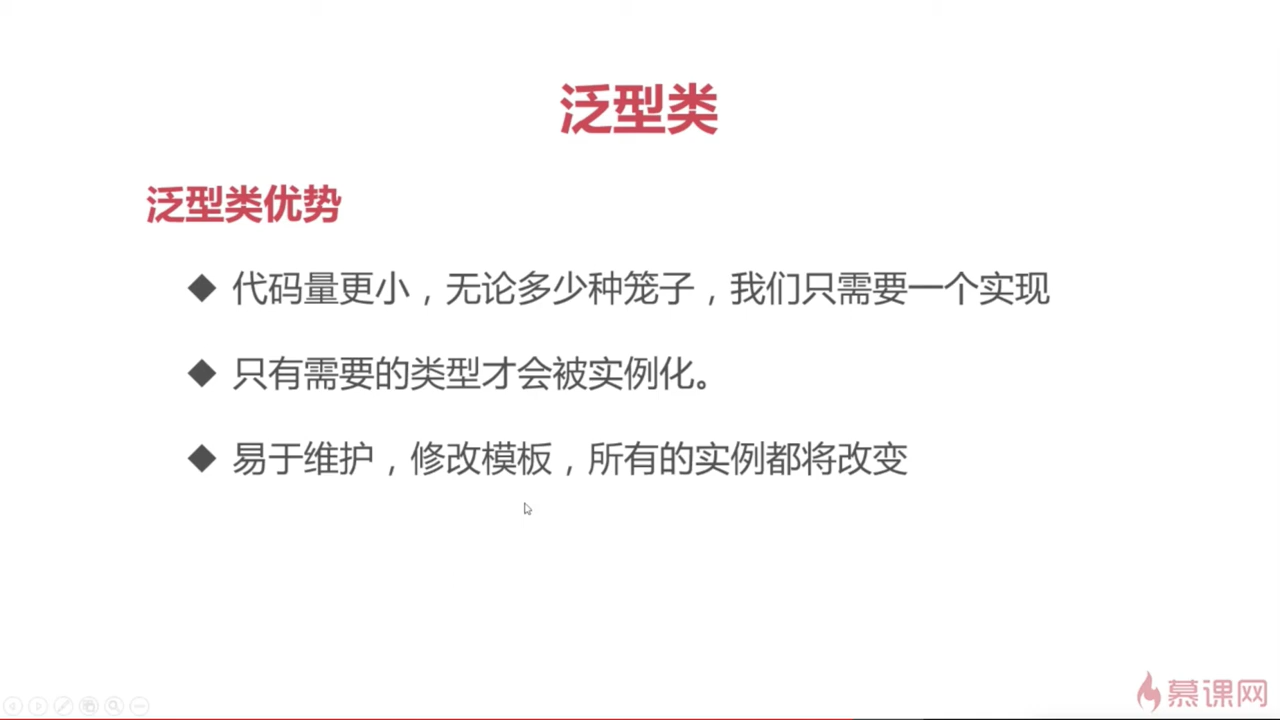 泛型类
泛型类优势
◆ 代码量更小，无论多少种笼子，我们只需要一个实现
◆ 只有需要的类型才会被实例化。
◆ 易于维护，修改模板，所有的实例都将改变
慕课网